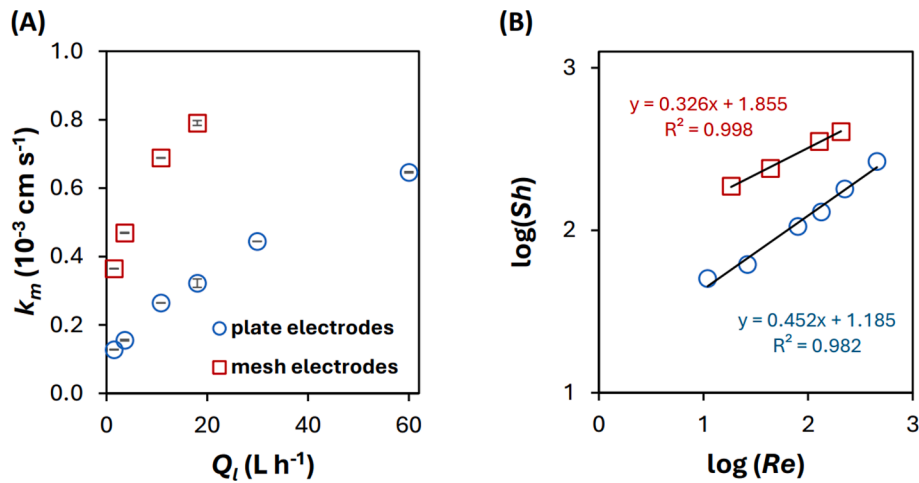 (A)
1.0
0.8
0.6
0.4
0.2
0.0
k_m (10⁻³ cm s⁻¹)
plate electrodes
mesh electrodes
0 20 40 60
Q_l (L h⁻¹)
(B)
3
2
1
log(Sh)
y = 0.326x + 1.855
R² = 0.998
y = 0.452x + 1.185
R² = 0.982
0 1 2 3
log (Re)